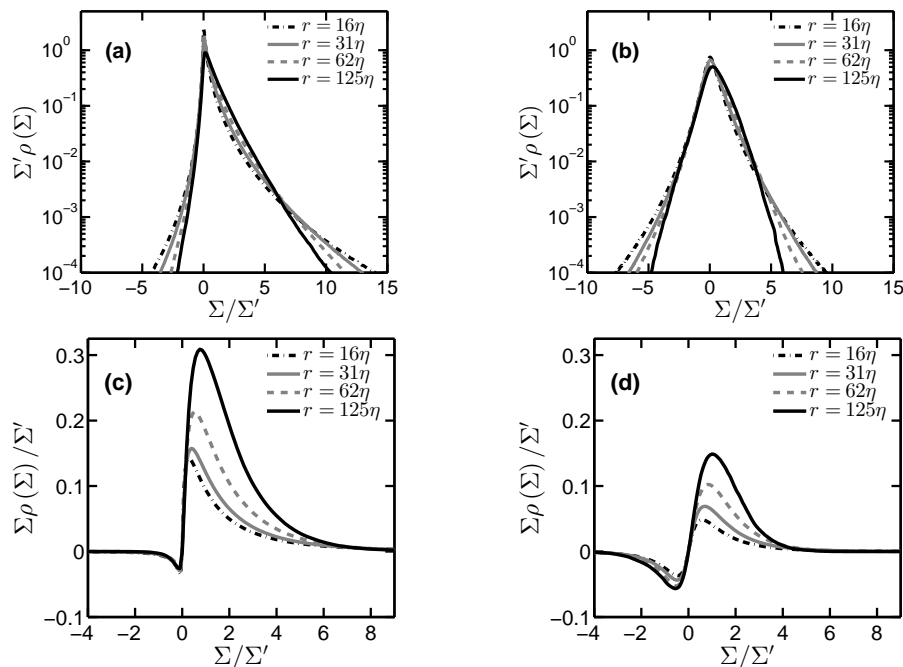 (a)
r = 16η
r = 31η
r = 62η
r = 125η
10^0
10^{-1}
10^{-2}
10^{-3}
10^{-4}
Σ′ρ(Σ)
−10 −5 0 5 10 15
Σ/Σ′
(b)
r = 16η
r = 31η
r = 62η
r = 125η
10^0
10^{-1}
10^{-2}
10^{-3}
10^{-4}
Σ′ρ(Σ)
−10 −5 0 5 10 15
Σ/Σ′
(c)
r = 16η
r = 31η
r = 62η
r = 125η
0.3
0.2
0.1
0
−0.1
Σρ(Σ)/Σ′
−4 −2 0 2 4 6 8
Σ/Σ′
(d)
r = 16η
r = 31η
r = 62η
r = 125η
0.3
0.2
0.1
0
−0.1
Σρ(Σ)/Σ′
−4 −2 0 2 4 6 8
Σ/Σ′